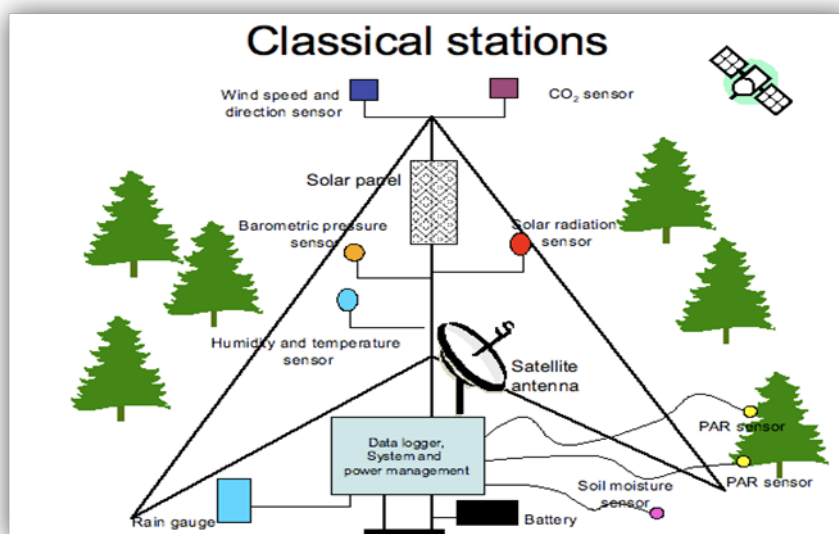 Classical stations
Wind speed and
direction sensor
CO₂ sensor
Solar panel
Barometric pressure
sensor
Solar radiation
sensor
Humidity and temperature
sensor
Satellite
antenna
Data logger,
System and
power management
PAR sensor
PAR sensor
Soil moisture
sensor
Rain gauge
Battery